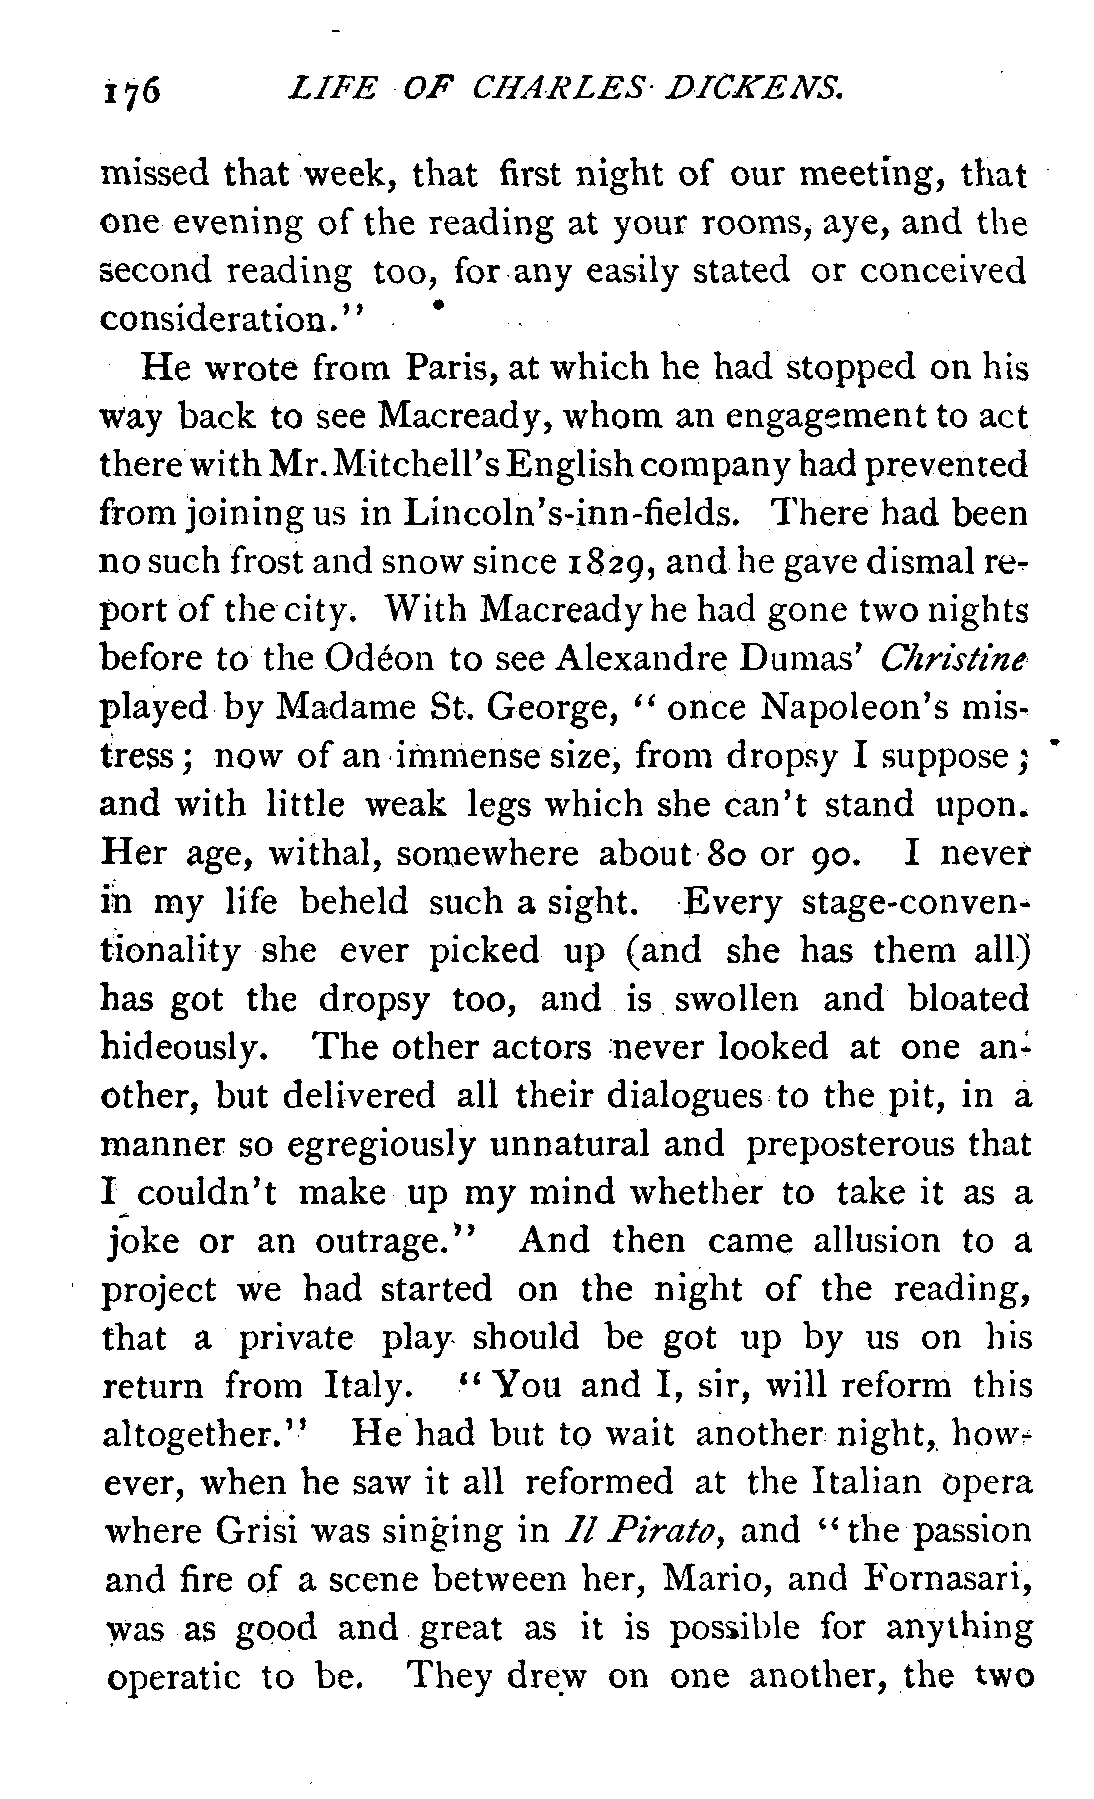 176 LIFE OF CHARLES DICKENS.
missed that week, that first night of our meeting, that
one evening of the reading at your rooms, aye, and the
second reading too, for any easily stated or conceived
consideration."
He wrote from Paris, at which he had stopped on his
way back to see Macready, whom an engagement to act
there with Mr. Mitchell's English company had prevented
from joining us in Lincoln's-inn-fields. There had been
no such frost and snow since 1829, and he gave dismal re-
port of the city. With Macready he had gone two nights
before to the Odéon to see Alexandre Dumas' Christine
played by Madame St. George, "once Napoleon's mis-
tress; now of an immense size, from dropsy I suppose;
and with little weak legs which she can't stand upon.
Her age, withal, somewhere about 80 or 90. I never
in my life beheld such a sight. Every stage-conven-
tionality she ever picked up (and she has them all)
has got the dropsy too, and is swollen and bloated
hideously. The other actors never looked at one an-
other, but delivered all their dialogues to the pit, in a
manner so egregiously unnatural and preposterous that
I couldn't make up my mind whether to take it as a
joke or an outrage." And then came allusion to a
project we had started on the night of the reading,
that a private play should be got up by us on his
return from Italy. "You and I, sir, will reform this
altogether." He had but to wait another night, how-
ever, when he saw it all reformed at the Italian opera
where Grisi was singing in Il Pirato, and "the passion
and fire of a scene between her, Mario, and Fornasari,
was as good and great as it is possible for anything
operatic to be. They drew on one another, the two